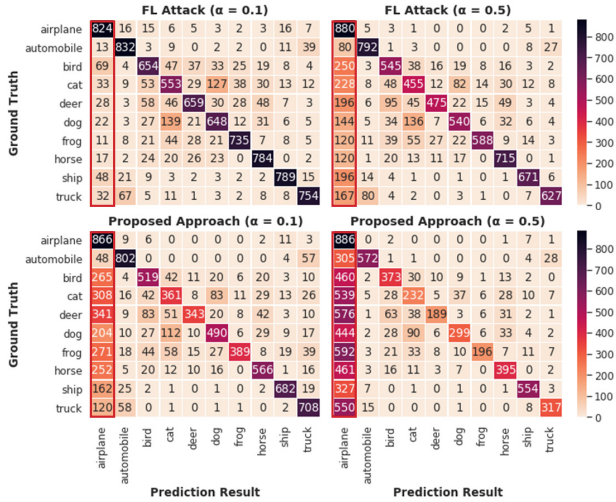 FL Attack (α = 0.1) FL Attack (α = 0.5)
airplane 824 16 15 6 5 3 2 3 16 7 880 5 3 1 0 0 0 0 5 1
automobile 13 832 3 9 0 2 2 0 11 39 80 792 1 3 2 0 0 0 8 27
bird 69 4 654 47 37 33 25 19 8 4 250 3 545 38 16 19 8 16 3 2
cat 33 9 53 553 29 127 38 30 13 12 228 8 48 455 12 82 14 30 12 8
deer 28 3 58 46 659 30 28 48 7 3 196 6 95 45 475 22 15 49 3 4
dog 22 3 27 139 21 648 12 31 6 5 144 5 34 136 7 540 6 32 6 4
frog 11 8 21 44 28 21 735 7 8 5 120 11 39 55 27 22 588 9 14 3
horse 17 2 24 20 26 23 0 784 0 2 120 1 20 13 11 17 0 715 0 1
ship 48 21 9 3 2 3 2 2 789 15 196 14 4 0 1 0 0 0 671 6
truck 32 67 5 11 1 3 2 8 11 754 167 80 4 2 0 3 1 0 7 627
800
700
600
500
400
300
200
100
0
Ground Truth
Proposed Approach (α = 0.1) Proposed Approach (α = 0.5)
airplane 866 9 6 0 0 0 0 2 11 3 886 0 2 0 0 0 0 1 7 1
automobile 48 802 0 0 0 0 0 0 4 57 305 572 1 0 0 0 0 0 4 28
bird 265 4 519 42 11 20 6 20 3 10 460 2 373 30 10 9 1 13 2 0
cat 308 16 42 361 8 83 11 29 13 26 539 5 28 232 5 37 6 28 10 7
deer 341 9 83 51 343 20 8 42 3 10 576 1 63 38 189 3 6 31 2 1
dog 204 10 27 112 10 490 6 29 9 17 444 2 28 90 6 299 6 33 4 2
frog 271 18 44 58 15 27 389 8 19 39 592 3 21 33 8 10 196 7 11 7
horse 252 5 20 12 10 16 0 566 1 16 461 3 16 11 3 7 0 395 0 2
ship 162 25 2 1 0 1 0 0 682 19 327 7 0 1 0 0 0 0 554 3
truck 120 58 0 1 0 1 0 0 2 708 550 15 0 0 0 0 0 0 8 317
800
700
600
500
400
300
200
100
0
Ground Truth
airplane automobile bird cat deer dog frog horse ship truck airplane automobile bird cat deer dog frog horse ship truck
Prediction Result Prediction Result